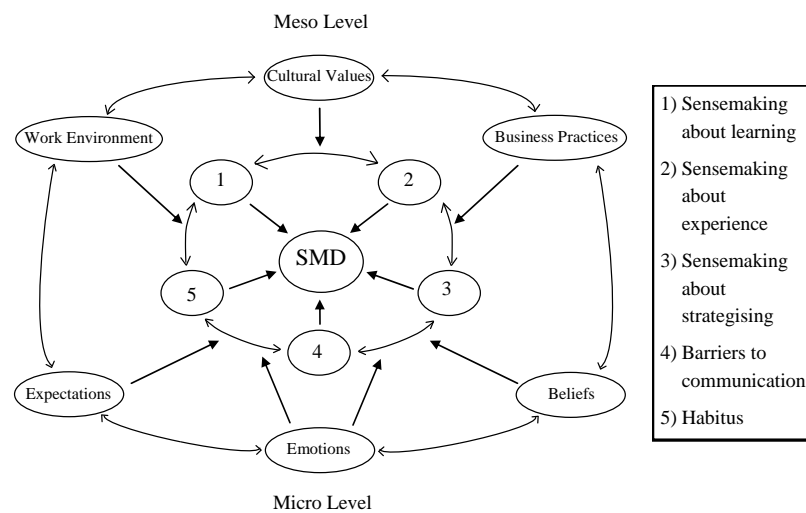 Meso Level
Cultural Values
Work Environment
Business Practices
1
2
SMD
5
3
4
Expectations
Beliefs
Emotions
Micro Level
1) Sensemaking
about learning
2) Sensemaking
about
experience
3) Sensemaking
about
strategising
4) Barriers to
communication
5) Habitus